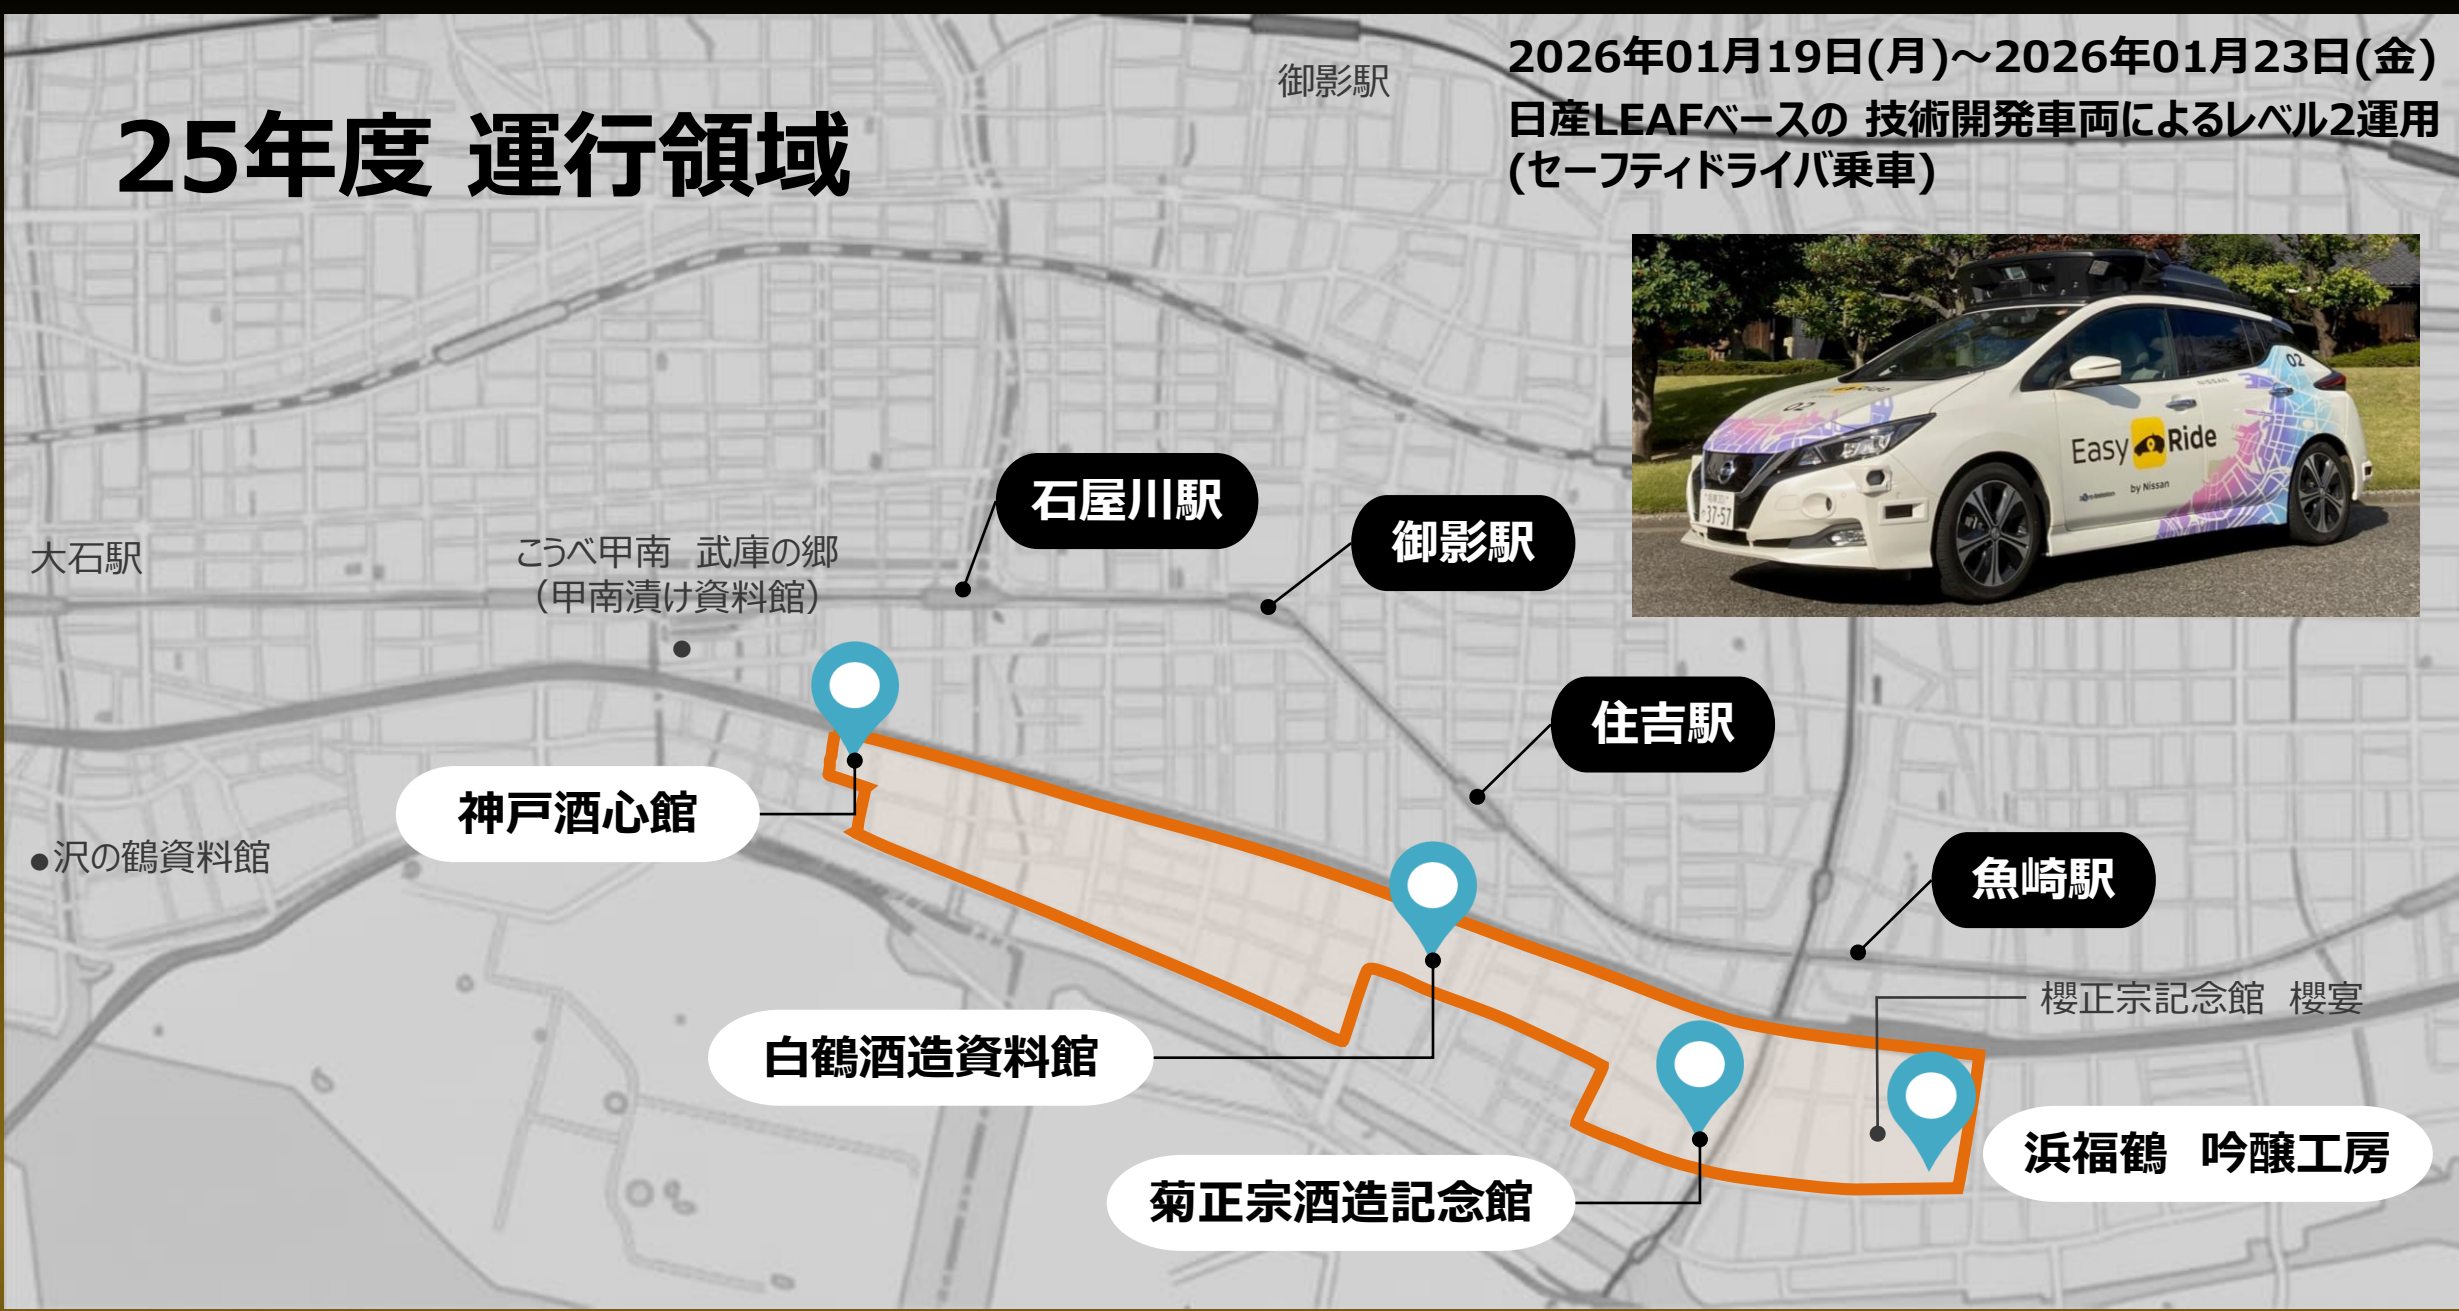 2026年01月19日(月)～2026年01月23日(金)
日産LEAFベースの 技術開発車両によるレベル2運用
(セーフティドライバ乗車)
25年度 運行領域
御影駅
石屋川駅
御影駅
大石駅
こうべ甲南　武庫の郷
（甲南漬け資料館）
住吉駅
神戸酒心館
沢の鶴資料館
魚崎駅
櫻正宗記念館　櫻宴
白鶴酒造資料館
浜福鶴　吟醸工房
菊正宗酒造記念館
Easy Ride
by Nissan
NISSAN
02
02
37-57